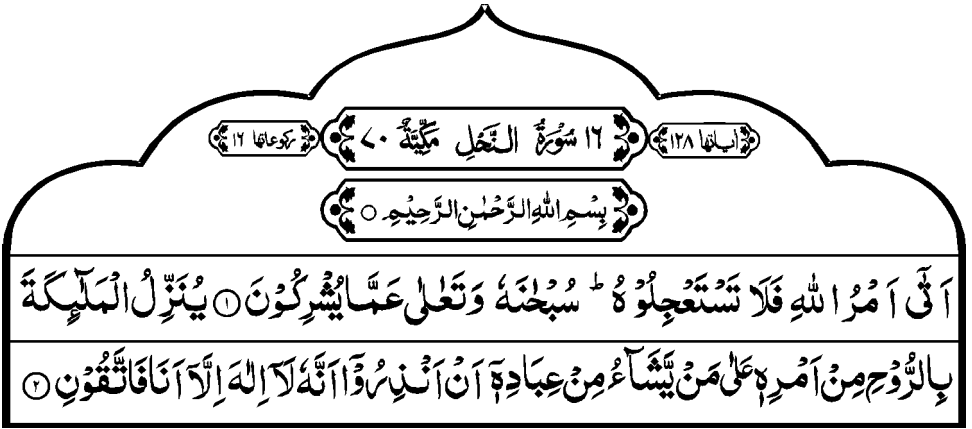 اٰیاتھا ۱۲۸
۱۶ سُوْرَةُ النَّحْلِ مَكِّیَّةٌ ۷۰
رکوعاتھا ۱۶
بِسْمِ اللّٰهِ الرَّحْمٰنِ الرَّحِیْمِ ○
اَتٰۤی اَمْرُ اللّٰهِ فَلَا تَسْتَعْجِلُوْهُ ؕ سُبْحٰنَهٗ وَ تَعٰلٰی عَمَّا یُشْرِكُوْنَ ۱ یُنَزِّلُ الْمَلٰٓىِٕكَةَ
بِالرُّوْحِ مِنْ اَمْرِهٖ عَلٰی مَنْ یَّشَآءُ مِنْ عِبَادِهٖۤ اَنْ اَنْذِرُوْۤا اَنَّهٗ لَاۤ اِلٰهَ اِلَّاۤ اَنَا فَاتَّقُوْنِ ۲